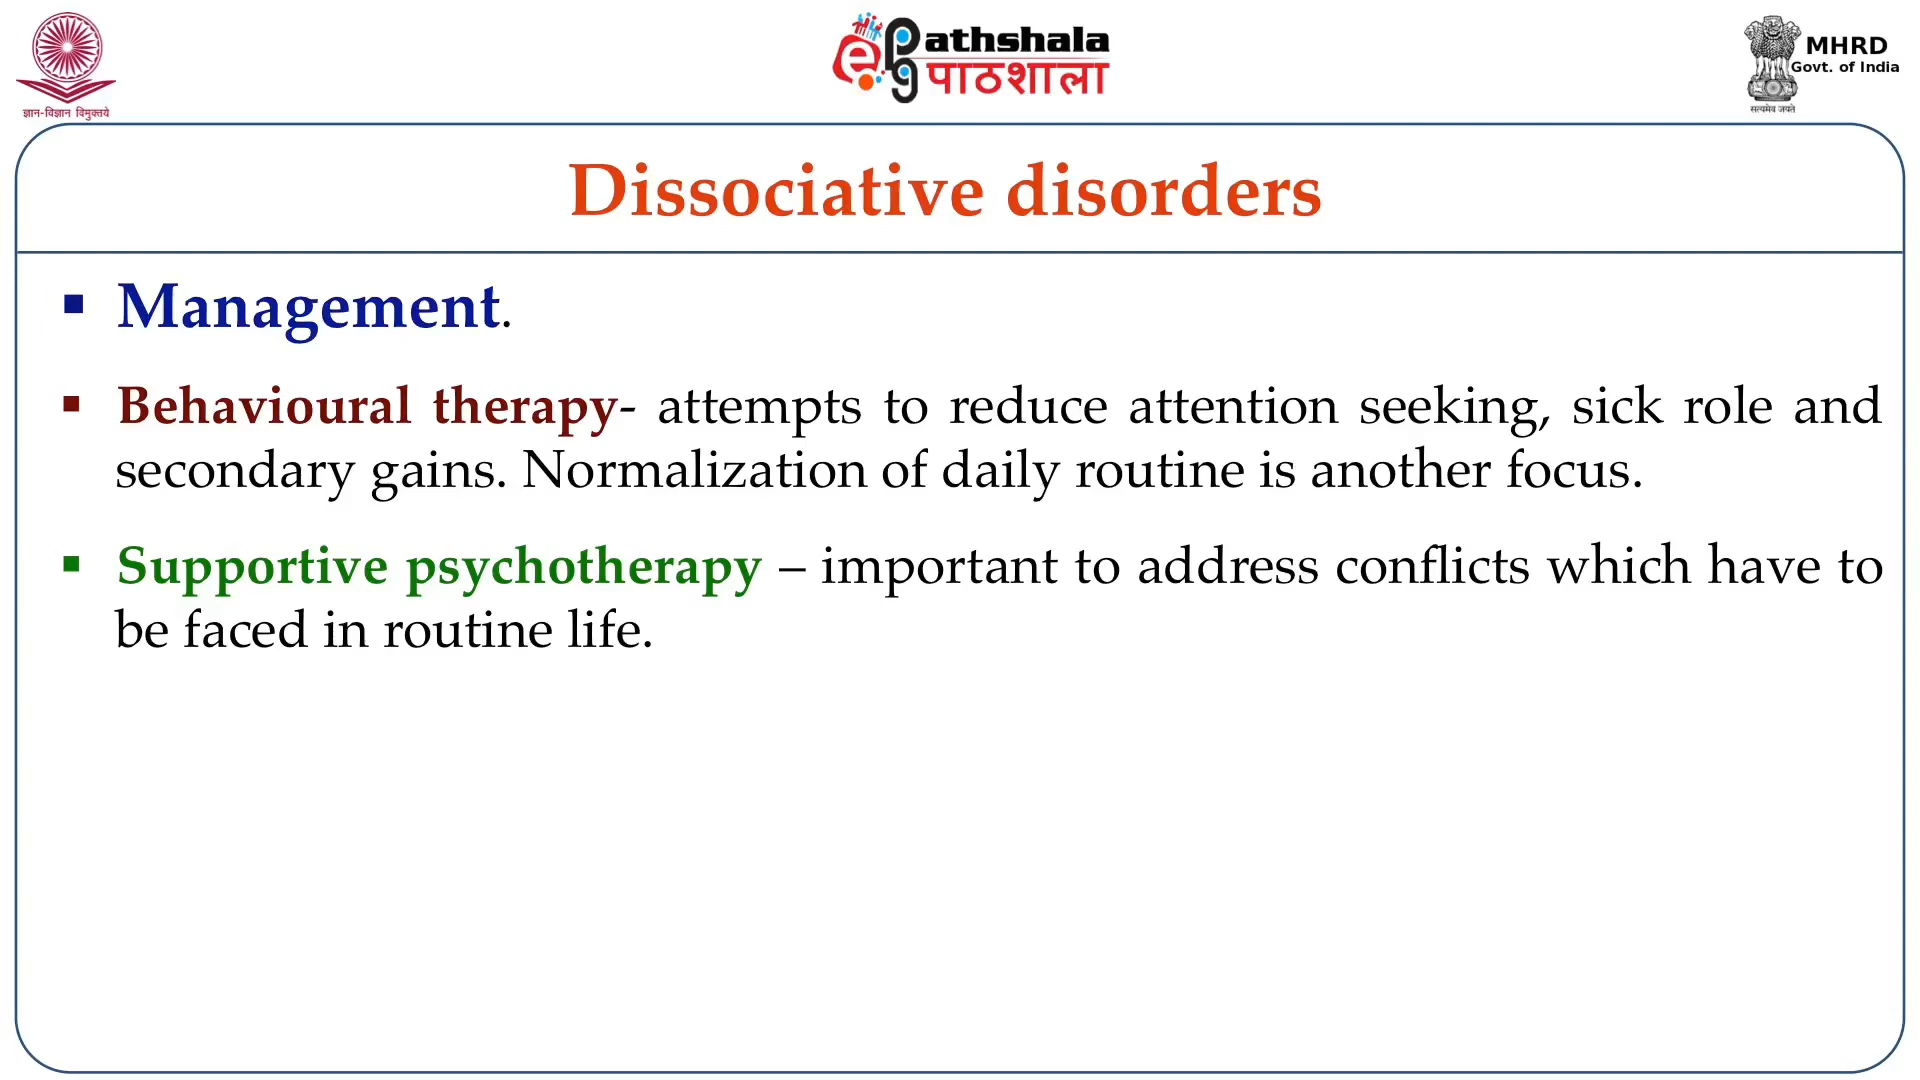 ज्ञान-विज्ञान विमुक्तये
ePg athshala
पाठशाला
MHRD
Govt. of India
सत्यमेव जयते
Dissociative disorders
▪ Management.
▪ Behavioural therapy- attempts to reduce attention seeking, sick role and
secondary gains. Normalization of daily routine is another focus.
▪ Supportive psychotherapy – important to address conflicts which have to
be faced in routine life.